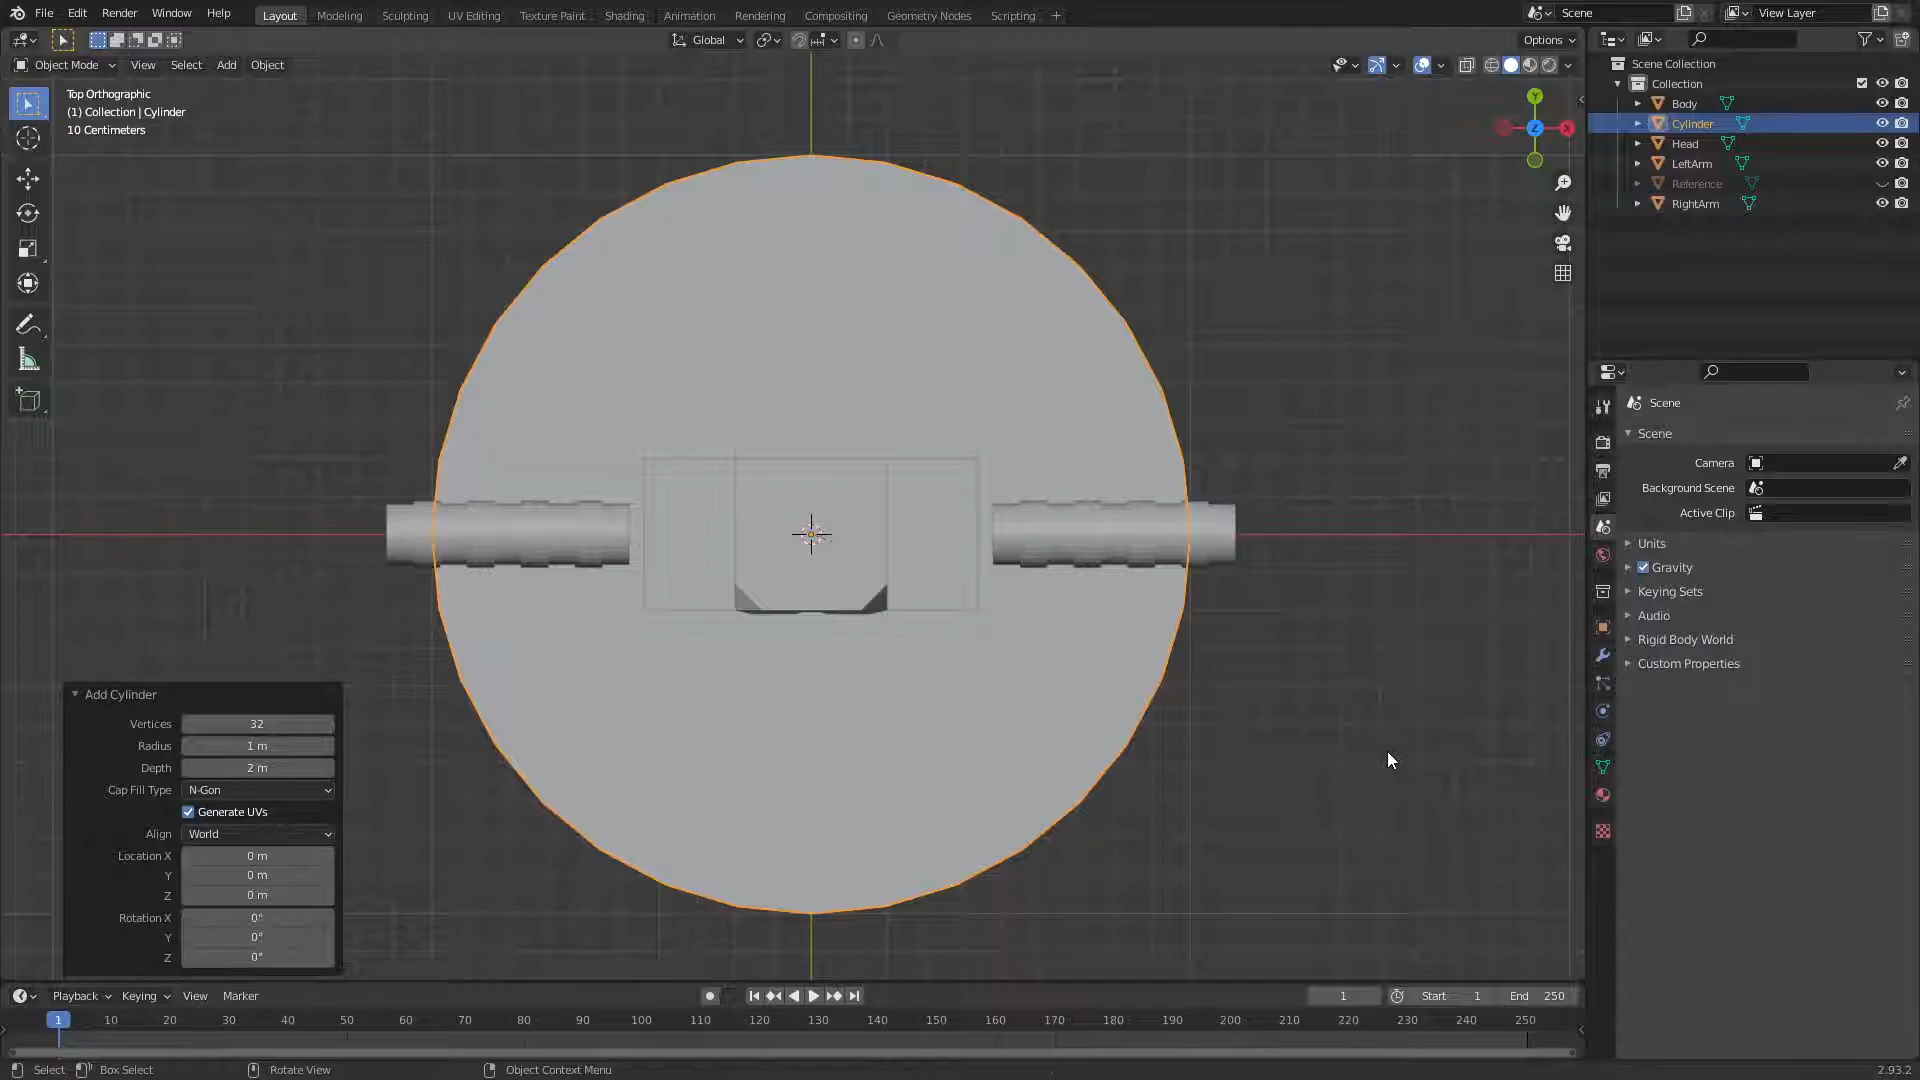 File Edit Render Window Help Layout Modeling Sculpting UV Editing Texture Paint Shading Animation Rendering Compositing Geometry Nodes Scripting + Scene View Layer
Global Options
Object Mode View Select Add Object
Top Orthographic
(1) Collection | Cylinder
10 Centimeters
Y
Z X
Scene Collection
Collection
Body
Cylinder
Head
LeftArm
Reference
RightArm
Scene
Scene
Camera
Background Scene
Active Clip
Units
Gravity
Keying Sets
Audio
Rigid Body World
Custom Properties
Add Cylinder
Vertices 32
Radius 1 m
Depth 2 m
Cap Fill Type N-Gon
Generate UVs
Align World
Location X 0 m
Y 0 m
Z 0 m
Rotation X 0°
Y 0°
Z 0°
Playback Keying View Marker 1 Start 1 End 250
1 10 20 30 40 50 60 70 80 90 100 110 120 130 140 150 160 170 180 190 200 210 220 230 240 250
Select Box Select Rotate View Object Context Menu 2.93.2